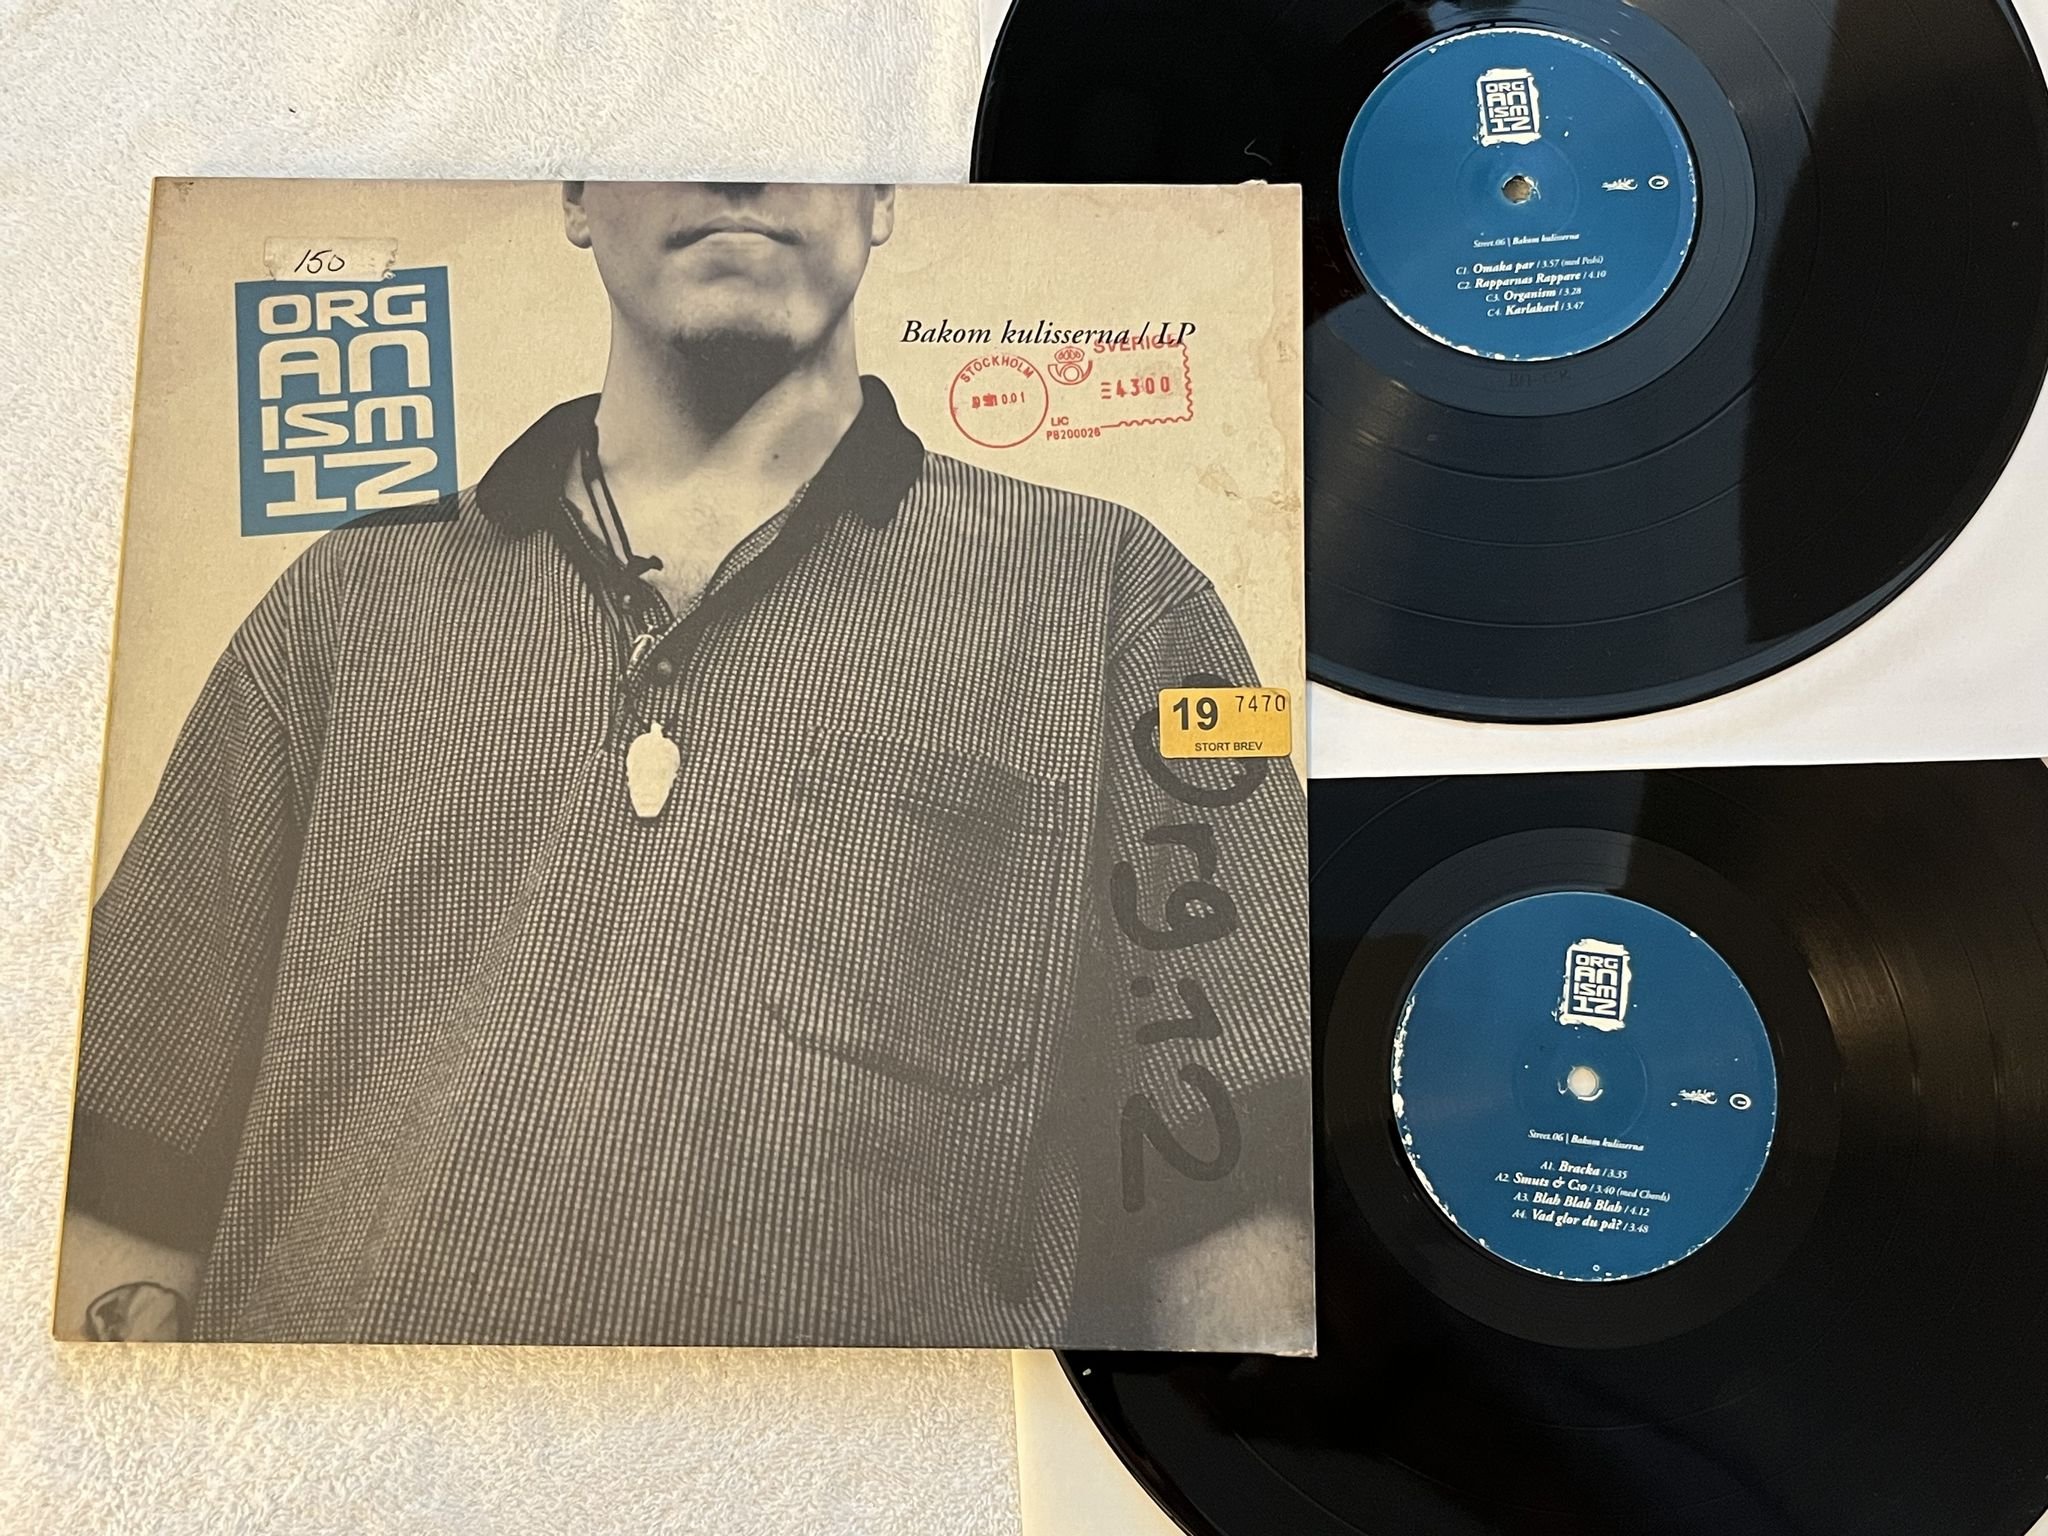 150
ORG
AN
ISM
12
Bakom kulisserna / LP
STOCKHOLM
SVERIGE
4300
LIC
PB200026
19 7470
STORT BREV
Org.12
ORG
AN
ISM
12
Street.06 | Bakom kulisserna
C1. Omaka par / 3.57 (med Peshi)
C2. Rapparnas Rappare / 4.10
C3. Organism / 3.28
C4. Karlakarl / 3.47
ORG
AN
ISM
12
Street.06 | Bakom kulisserna
A1. Bracka / 3.35
A2. Smuts & C:o / 3.40 (med Chords)
A3. Blah Blah Blah / 4.12
A4. Vad glor du på? / 3.48